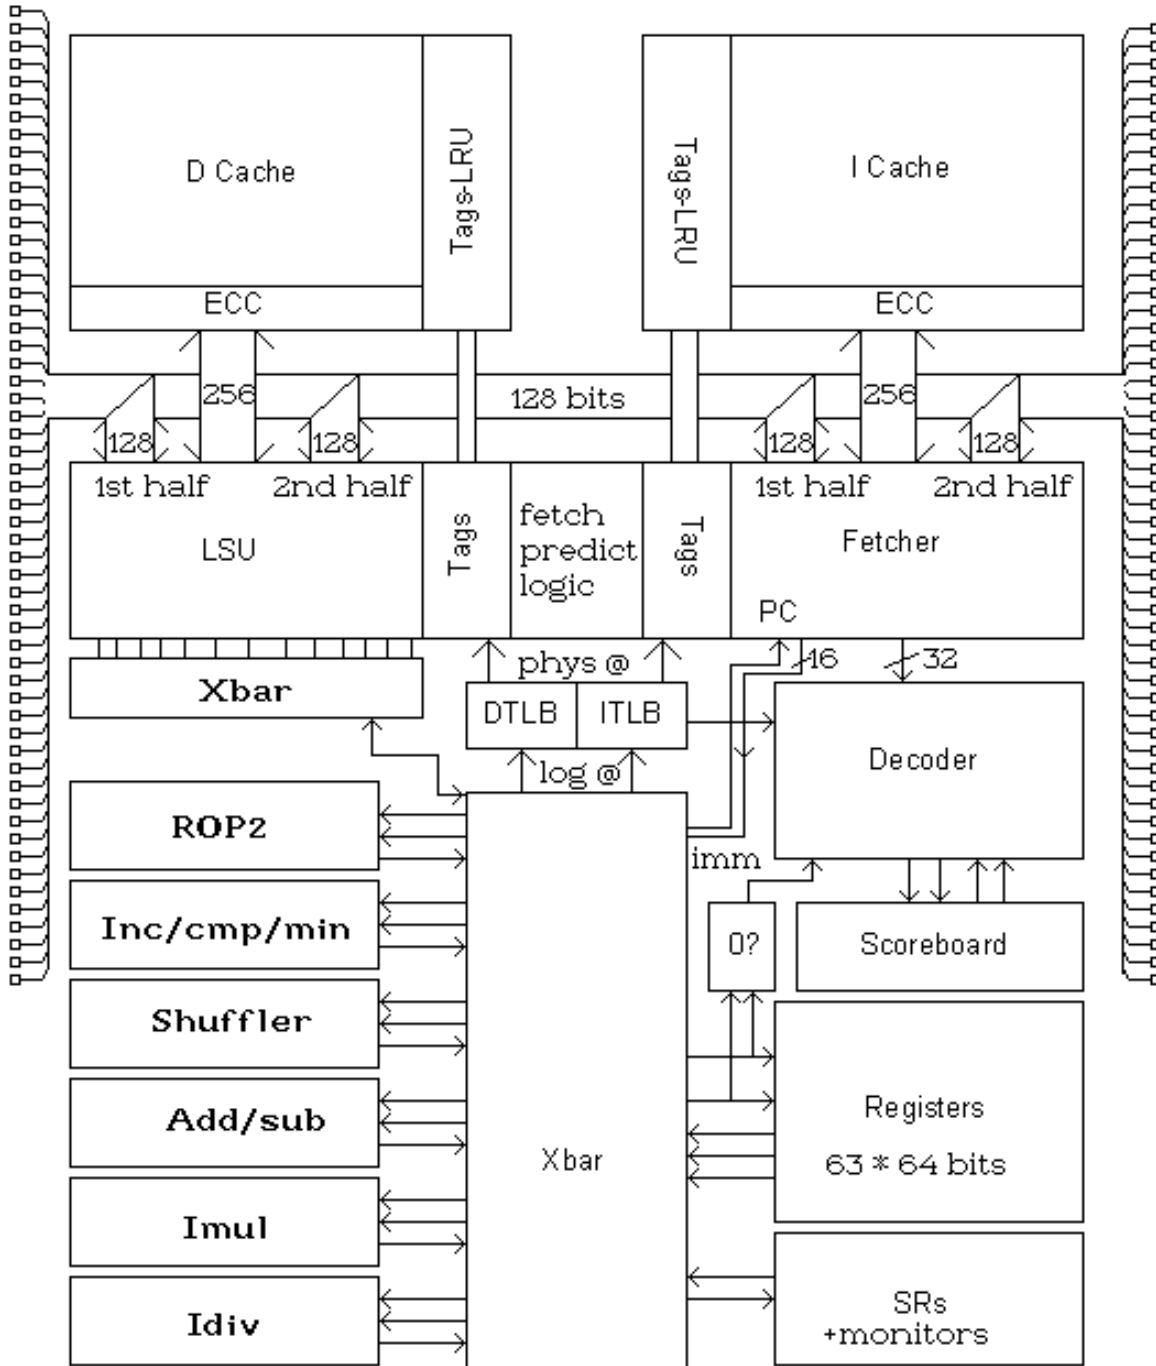 D Cache
Tags-LRU
ECC
Tags-LRU
I Cache
ECC
256
128 bits
256
128
128
128
128
1st half
2nd half
1st half
2nd half
LSU
Tags
fetch
predict
logic
Tags
Fetcher
PC
phys @
16
32
Xbar
DTLB
ITLB
log @
Decoder
ROP2
imm
Inc/cmp/min
0?
Scoreboard
Shuffler
Add/sub
Xbar
Registers
63 * 64 bits
Imul
Idiv
SRs
+monitors